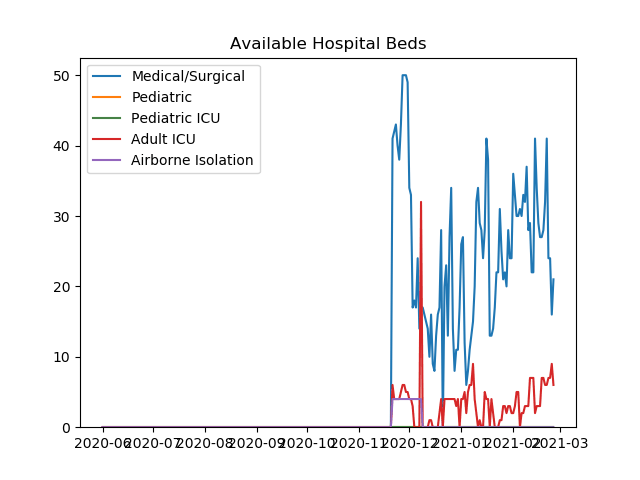 Available Hospital Beds
50
40
30
20
10
0
Medical/Surgical
Pediatric
Pediatric ICU
Adult ICU
Airborne Isolation
2020-06 2020-07 2020-08 2020-09 2020-10 2020-11 2020-12 2021-01 2021-02 2021-03